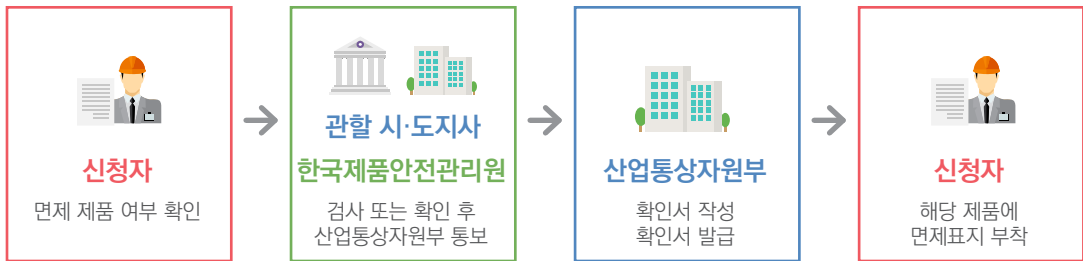 신청자
면제 제품 여부 확인
관할 시·도지사
한국제품안전관리원
검사 또는 확인 후
산업통상자원부 통보
산업통상자원부
확인서 작성
확인서 발급
신청자
해당 제품에
면제표지 부착